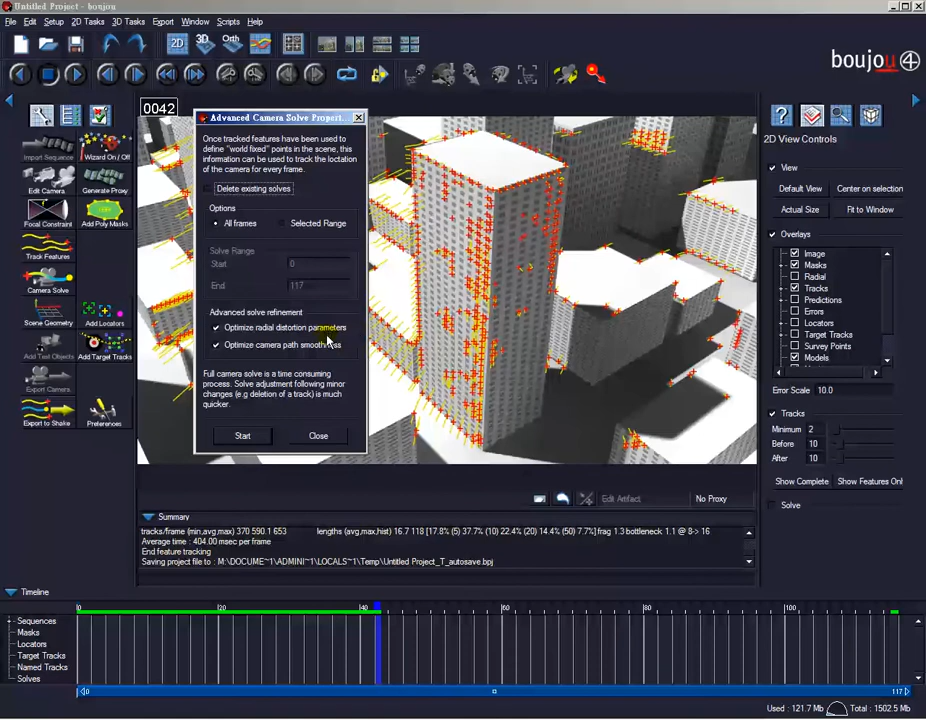 Untitled Project - boujou
File Edit Setup 2D Tasks 3D Tasks Export Window Scripts Help
2D 3D Orth
boujou 4
0042
Advanced Camera Solve Propert...
Once tracked features have been used to
define "world fixed" points in the scene, this
information can be used to track the location
of the camera for every frame.
Delete existing solves
Options
All frames Selected Range
Solve Range
Start 0
End 117
Advanced solve refinement
Optimize radial distortion parameters
Optimize camera path smoothness
Full camera solve is a time consuming
process. Solve adjustment following minor
changes (e.g deletion of a track) is much
quicker.
Start Close
Import Sequence Wizard On / Off
Edit Camera Generate Proxy
Focal Constraint Add Poly Masks
Track Features
Camera Solve
Scene Geometry Add Locators
Add Test Objects Add Target Tracks
Export Camera
Export to Shake Preferences
2D View Controls
View
Default View Center on selection
Actual Size Fit to Window
Overlays
Image
Masks
Radial
Tracks
Predictions
Errors
Locators
Target Tracks
Survey Points
Models
Error Scale 10.0
Tracks
Minimum 2
Before 10
After 10
Show Complete Show Features Onl
Solve
Edit Artifact No Proxy
Summary
tracks/frame (min,avg,max) 370 590.1 653 lengths (avg,max,hist) 16.7 118 [17.8% (5) 37.7% (10) 22.4% (20) 14.4% (50) 7.7%] frag 1.3 bottleneck 1.1 @ 8-> 16
Average time : 404.00 msec per frame
End feature tracking
Saving project file to : M:\DOCUME~1\ADMINI~1\LOCALS~1\Temp\Untitled Project_T_autosave.bpj
Timeline
0 20 40 60 80 100
Sequences
Masks
Locators
Target Tracks
Named Tracks
Solves
0 117
Used : 121.7 Mb Total : 1502.5 Mb